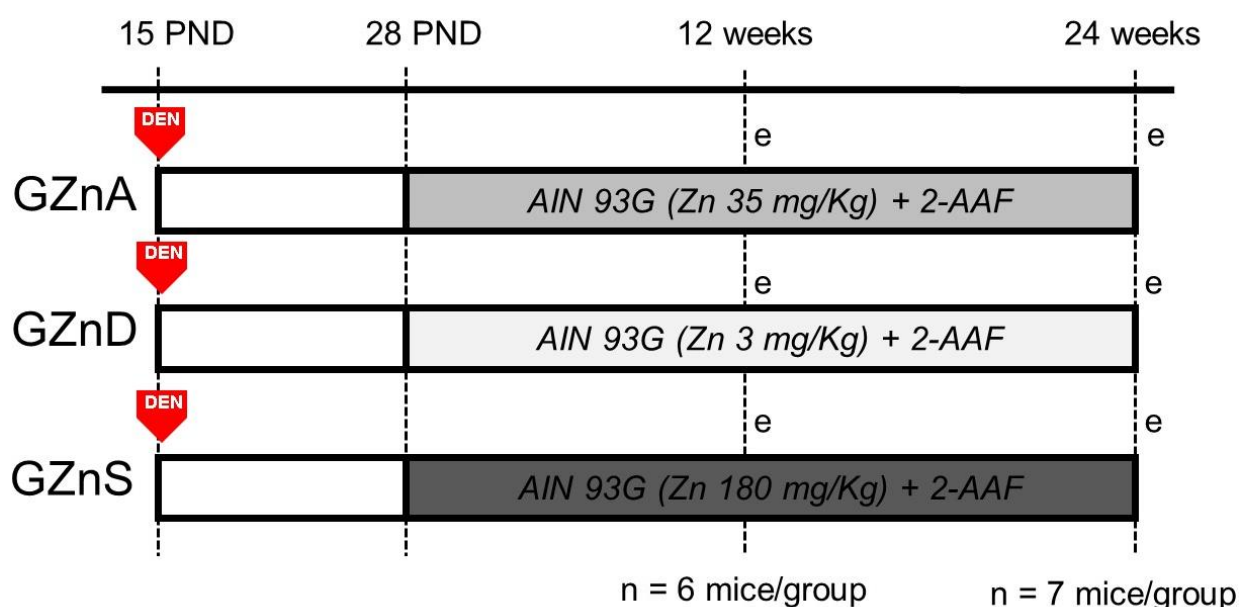 15 PND 28 PND 12 weeks 24 weeks
DEN
e e
GZnA AIN 93G (Zn 35 mg/Kg) + 2-AAF
DEN
e e
GZnD AIN 93G (Zn 3 mg/Kg) + 2-AAF
DEN
e e
GZnS AIN 93G (Zn 180 mg/Kg) + 2-AAF
n = 6 mice/group n = 7 mice/group